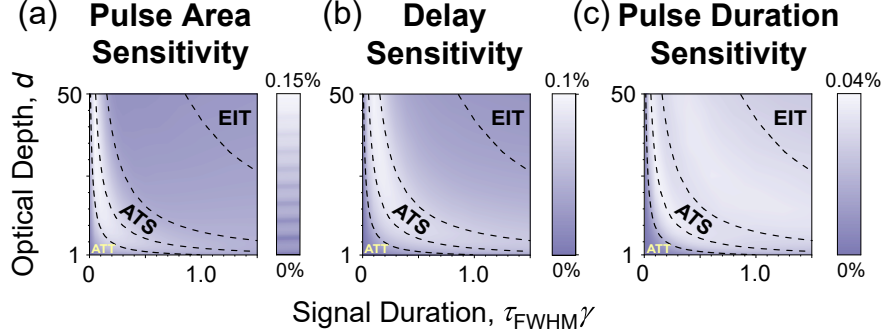 (a) Pulse Area Sensitivity
(b) Delay Sensitivity
(c) Pulse Duration Sensitivity
Optical Depth, d
50
1
0
1.0
EIT
ATS
ATT
0.15%
0%
0
1.0
EIT
ATS
ATT
0.1%
0%
50
1
0
1.0
EIT
ATS
ATT
0.04%
0%
Signal Duration, τFWHMγ